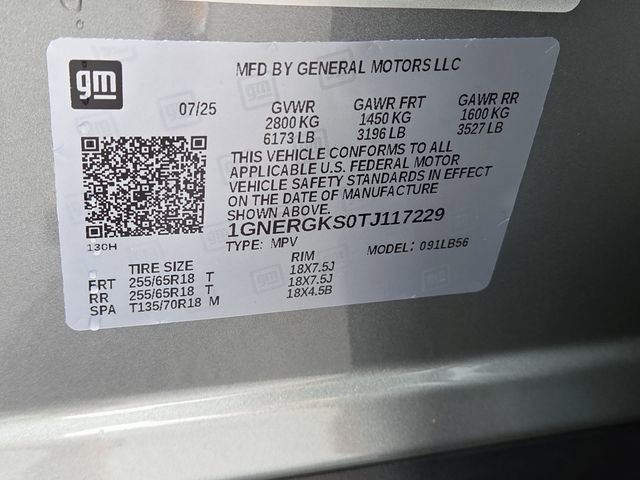 gm
MFD BY GENERAL MOTORS LLC
07/25 GVWR GAWR FRT GAWR RR
2800 KG 1450 KG 1600 KG
6173 LB 3196 LB 3527 LB
THIS VEHICLE CONFORMS TO ALL
APPLICABLE U.S. FEDERAL MOTOR
VEHICLE SAFETY STANDARDS IN EFFECT
ON THE DATE OF MANUFACTURE
SHOWN ABOVE.
1GNERGKS0TJ117229
13CH TYPE: MPV MODEL: 091LB56
TIRE SIZE RIM
FRT 255/65R18 T 18X7.5J
RR 255/65R18 T 18X7.5J
SPA T135/70R18 M 18X4.5B